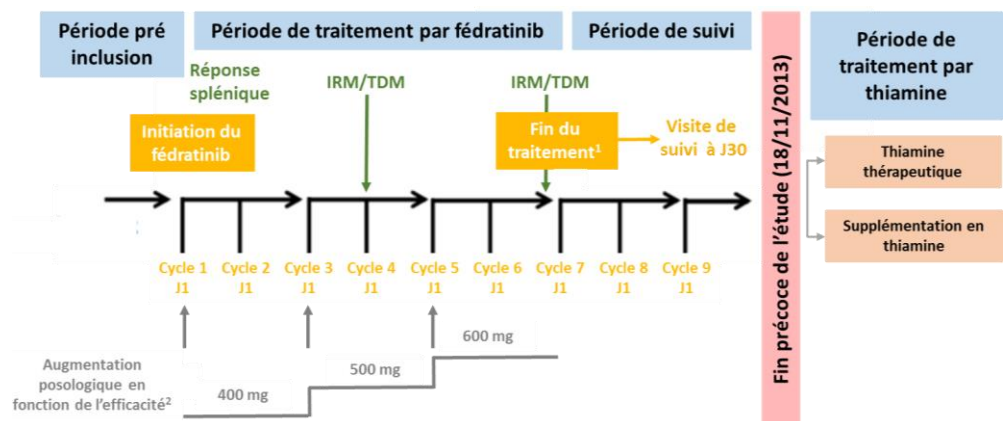 Période pré
inclusion
Période de traitement par fédratinib
Période de suivi
Fin précoce de l'étude (18/11/2013)
Période de
traitement par
thiamine
Réponse
splénique
IRM/TDM
IRM/TDM
Initiation du
fédratinib
Fin du
traitement¹
Visite de
suivi à J30
Thiamine
thérapeutique
Supplémentation en
thiamine
Cycle 1
J1
Cycle 2
J1
Cycle 3
J1
Cycle 4
J1
Cycle 5
J1
Cycle 6
J1
Cycle 7
J1
Cycle 8
J1
Cycle 9
J1
Augmentation
posologique en
fonction de l'efficacité²
400 mg
500 mg
600 mg